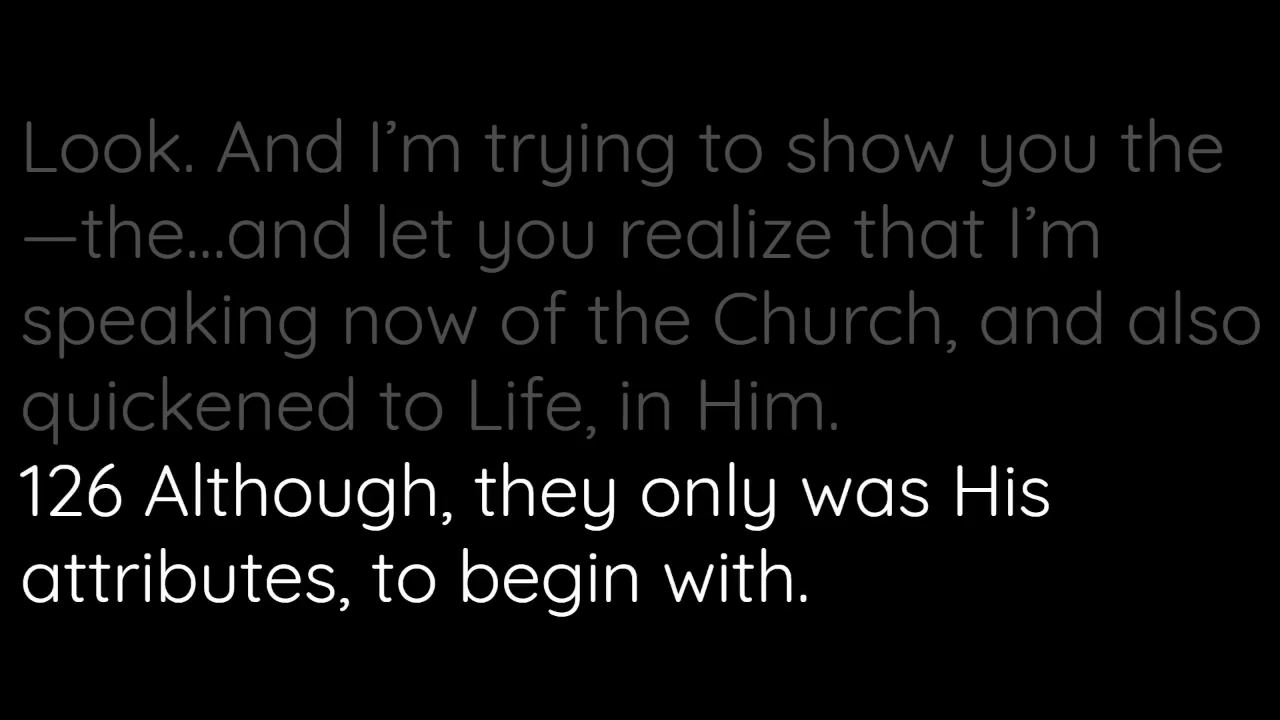 Look. And I’m trying to show you the
—the...and let you realize that I’m
speaking now of the Church, and also
quickened to Life, in Him.
126 Although, they only was His
attributes, to begin with.